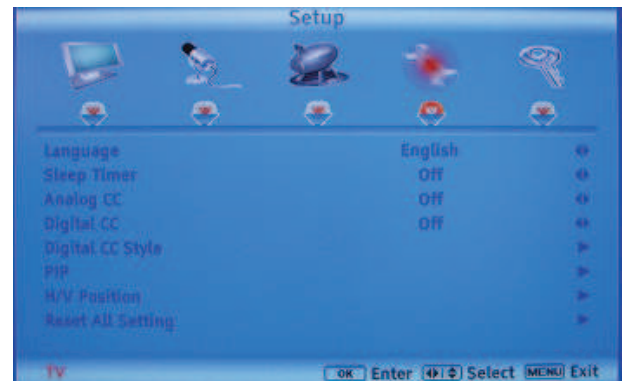 Setup
Language English
Sleep Timer Off
Analog CC Off
Digital CC Off
Digital CC Style
PIP
H/V Position
Reset All Setting
TV OK Enter Select MENU Exit